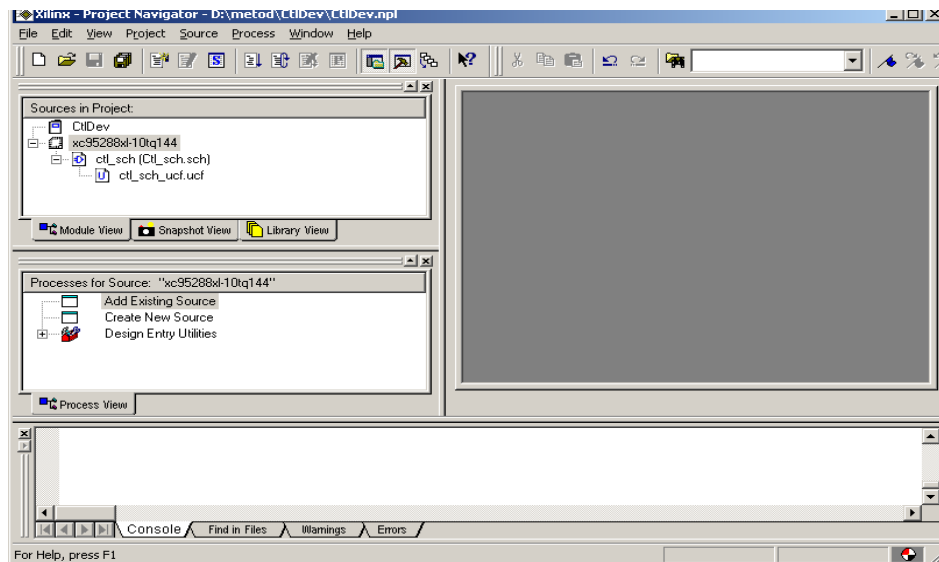 Xilinx - Project Navigator - D:\metod\CtlDev\CtlDev.npl
File Edit View Project Source Process Window Help
Sources in Project:
CtlDev
xc95288xl-10tq144
ctl_sch (Ctl_sch.sch)
ctl_sch_ucf.ucf
Module View Snapshot View Library View
Processes for Source: "xc95288xl-10tq144"
Add Existing Source
Create New Source
Design Entry Utilities
Process View
Console Find in Files Warnings Errors
For Help, press F1